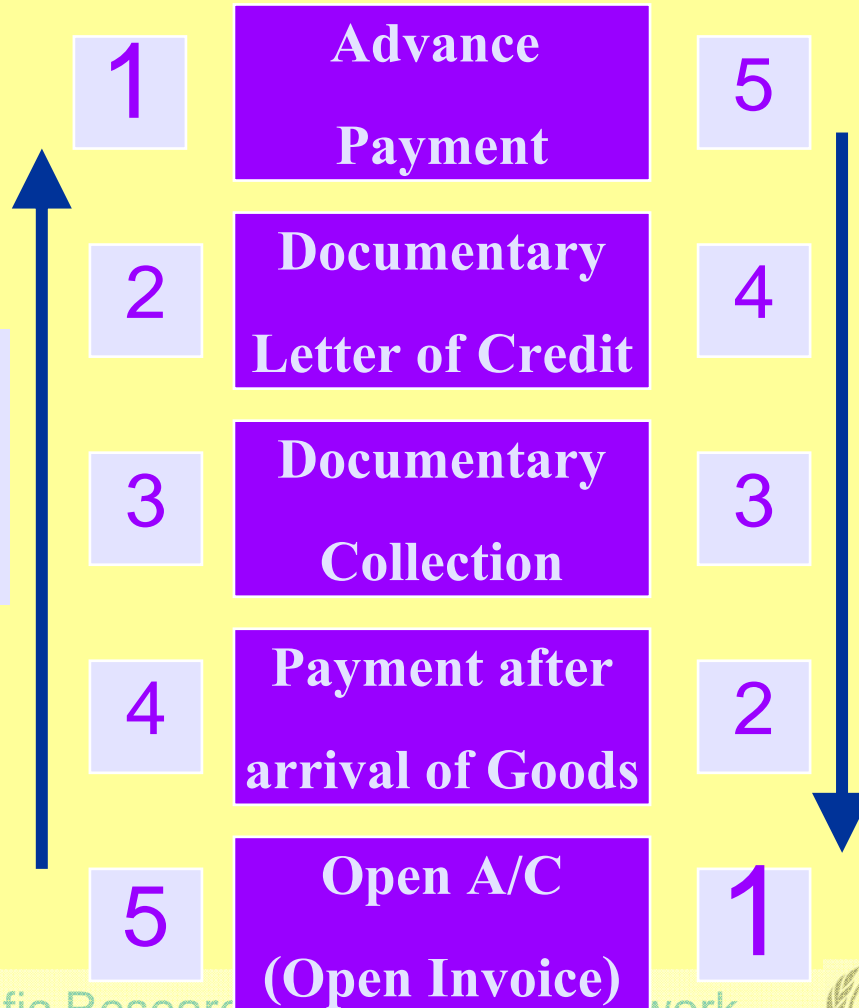 1
Advance
Payment
5
2
Documentary
Letter of Credit
4
3
Documentary
Collection
3
4
Payment after
arrival of Goods
2
5
Open A/C
(Open Invoice)
1